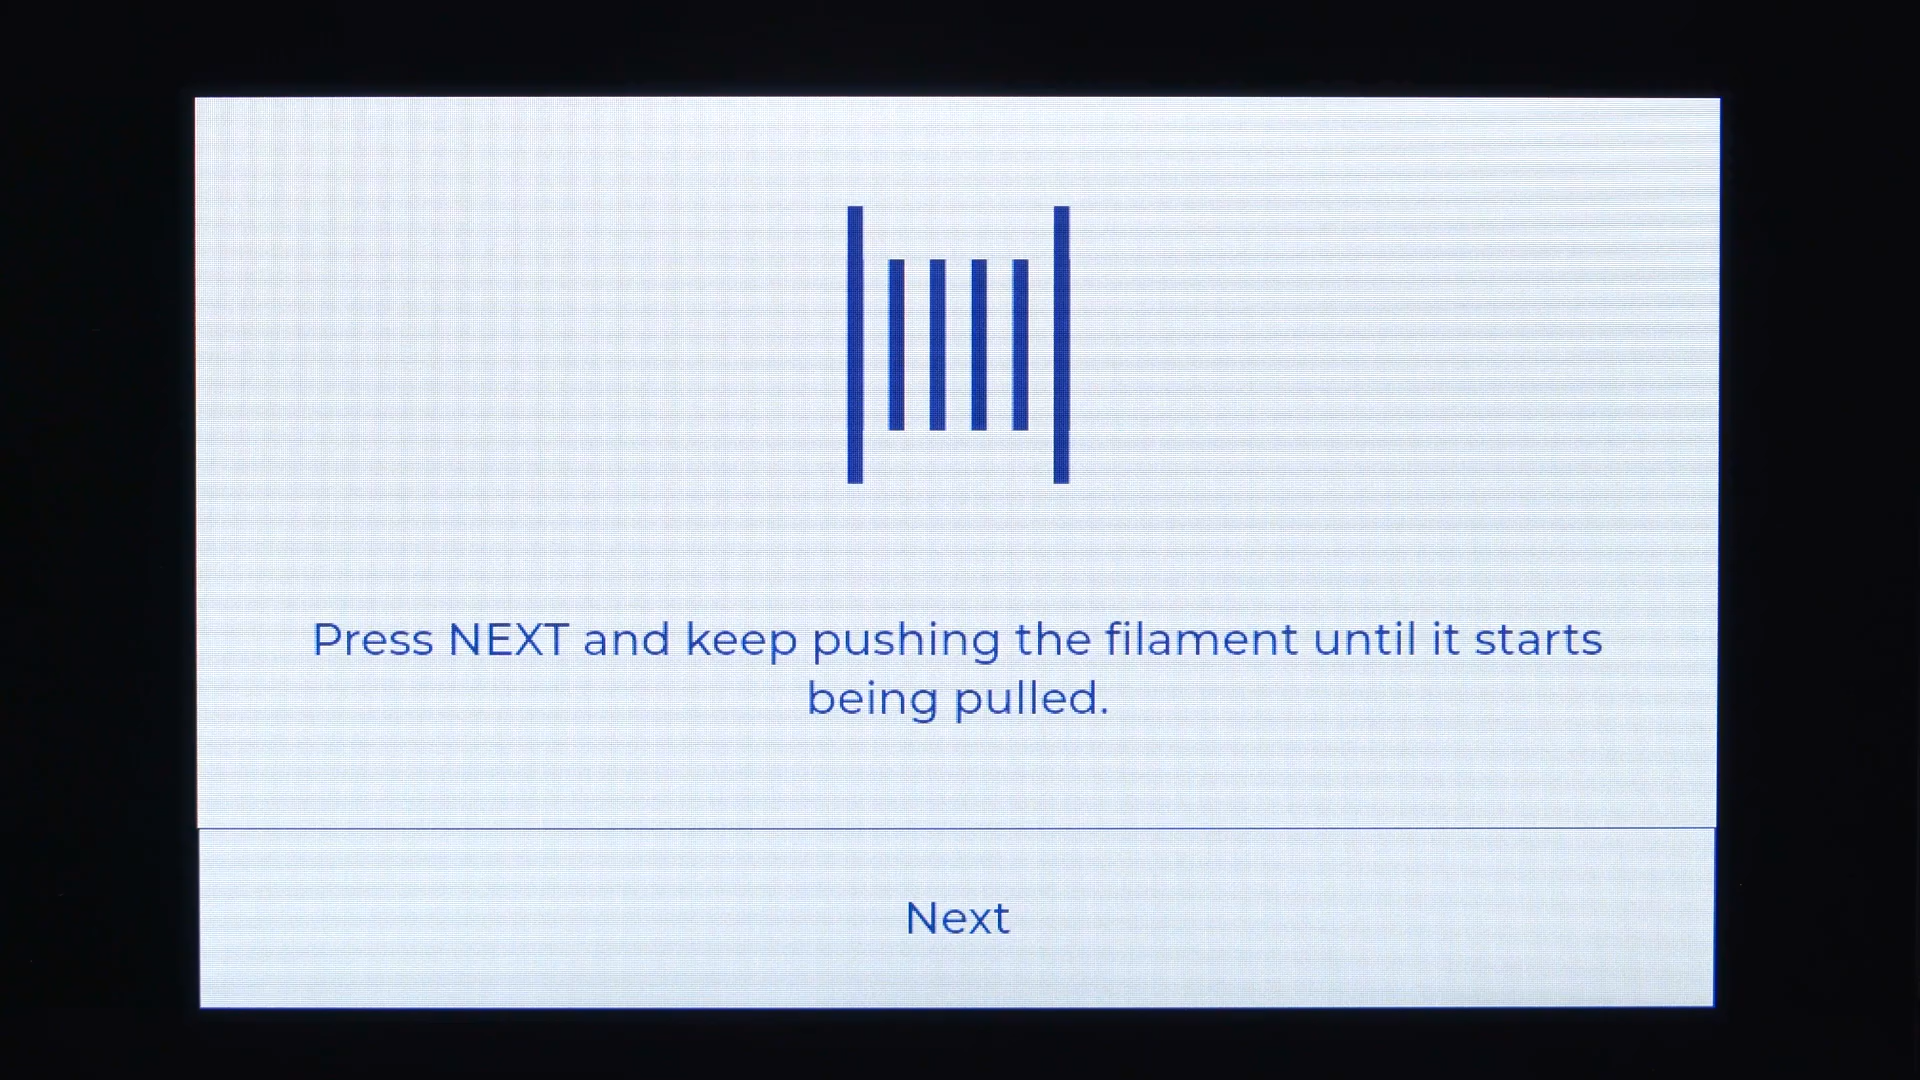 Press NEXT and keep pushing the filament until it starts
being pulled.
Next